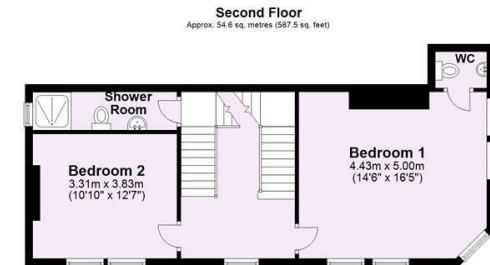 Second Floor
Approx. 54.6 sq. metres (587.5 sq. feet)
WC
Shower
Room
Bedroom 1
4.43m x 5.00m
(14'6" x 16'5")
Bedroom 2
3.31m x 3.83m
(10'10" x 12'7")